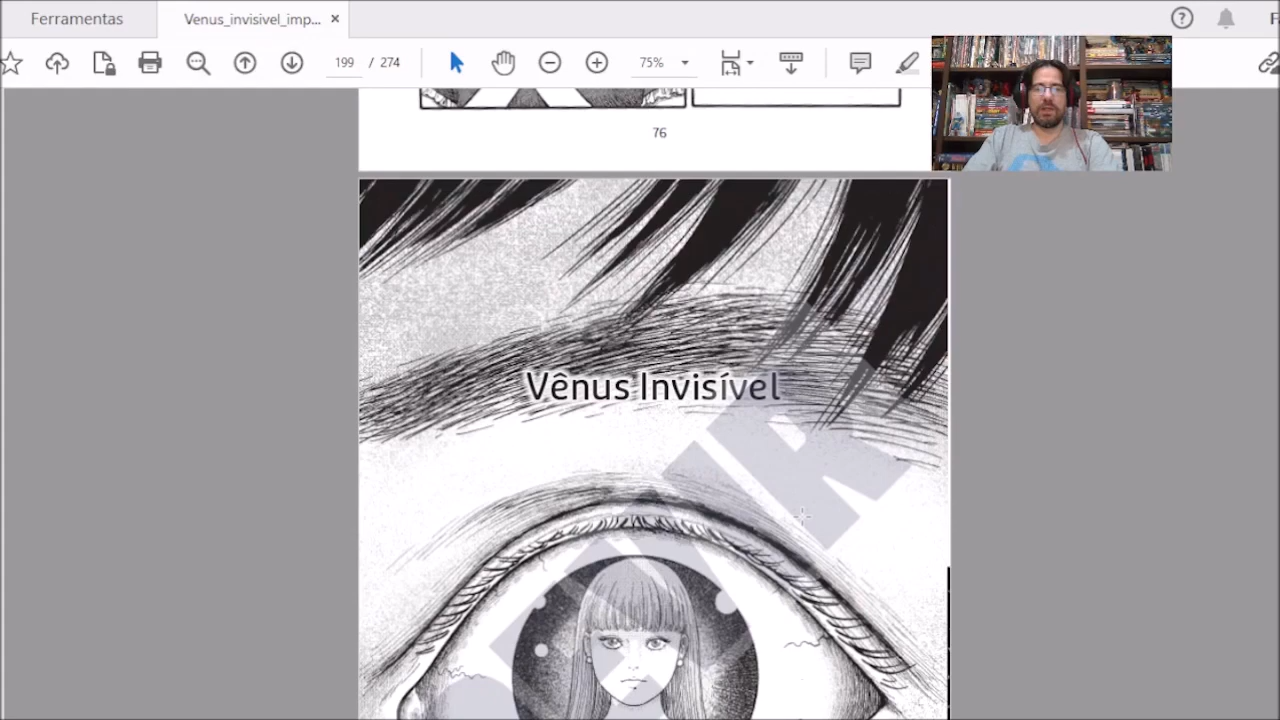 Ferramentas
Venus_invisivel_imp... ×
199 / 274
75%
76
Vênus Invisível